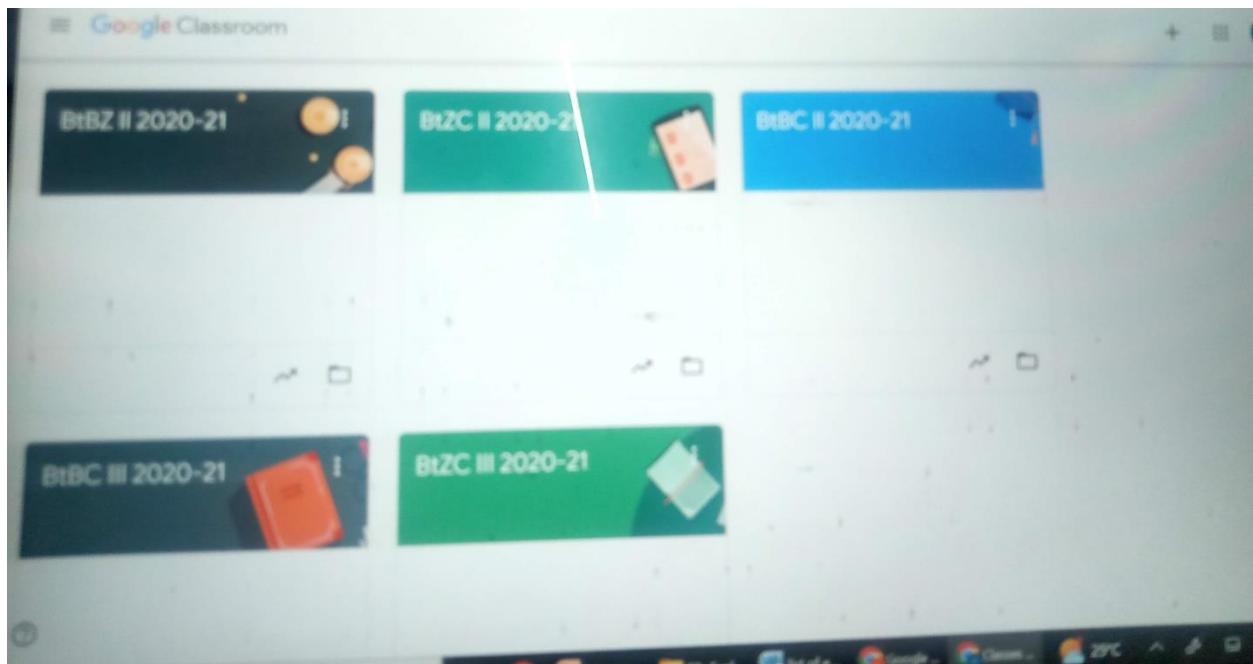 Google Classroom
BtBZ II 2020-21
BtZC II 2020-21
BtBC II 2020-21
BtBC III 2020-21
BtZC III 2020-21
29°C